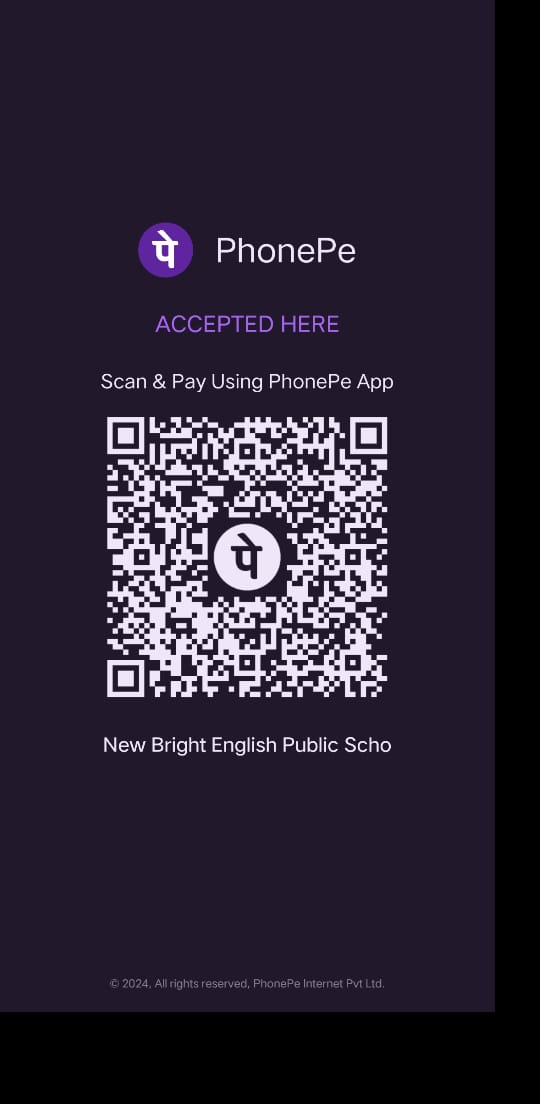 पे PhonePe
ACCEPTED HERE
Scan & Pay Using PhonePe App
पे
New Bright English Public Scho
© 2024, All rights reserved, PhonePe Internet Pvt Ltd.